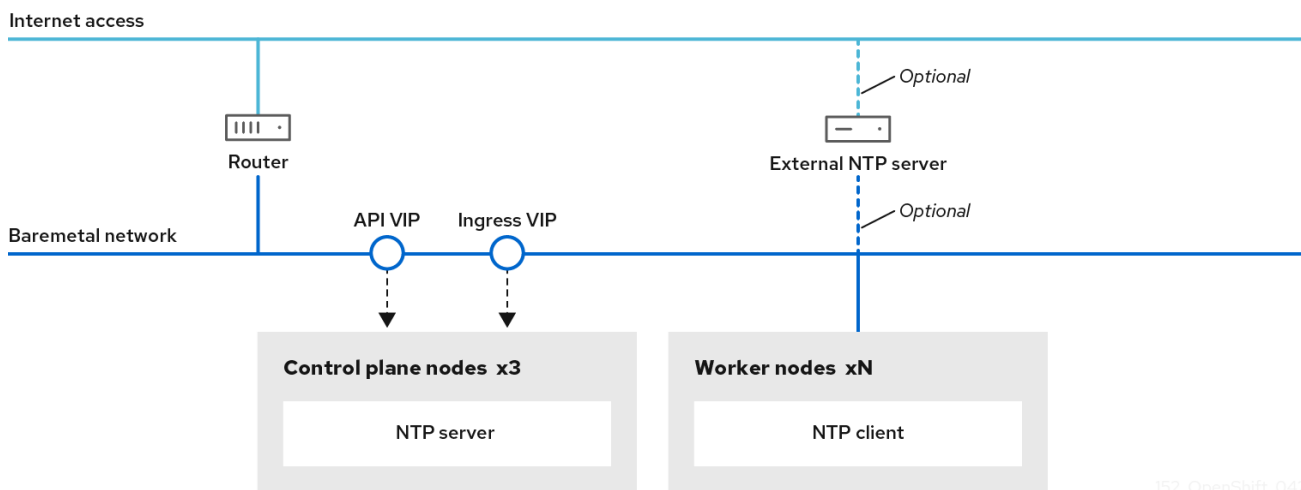 Internet access
Optional
Router
External NTP server
Optional
API VIP
Ingress VIP
Baremetal network
Control plane nodes x3
Worker nodes xN
NTP server
NTP client